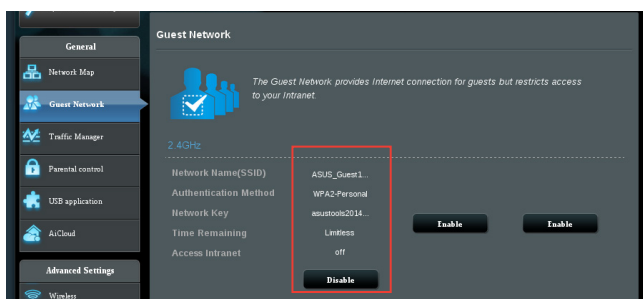 General
Network Map
Guest Network
Traffic Manager
Parental control
USB application
AiCloud
Advanced Settings
Wireless
Guest Network
The Guest Network provides Internet connection for guests but restricts access
to your Intranet.
2.4GHz
Network Name(SSID) ASUS_Guest1...
Authentication Method WPA2-Personal
Network Key asustools2014...
Time Remaining Limitless
Access Intranet off
Disable
Enable
Enable